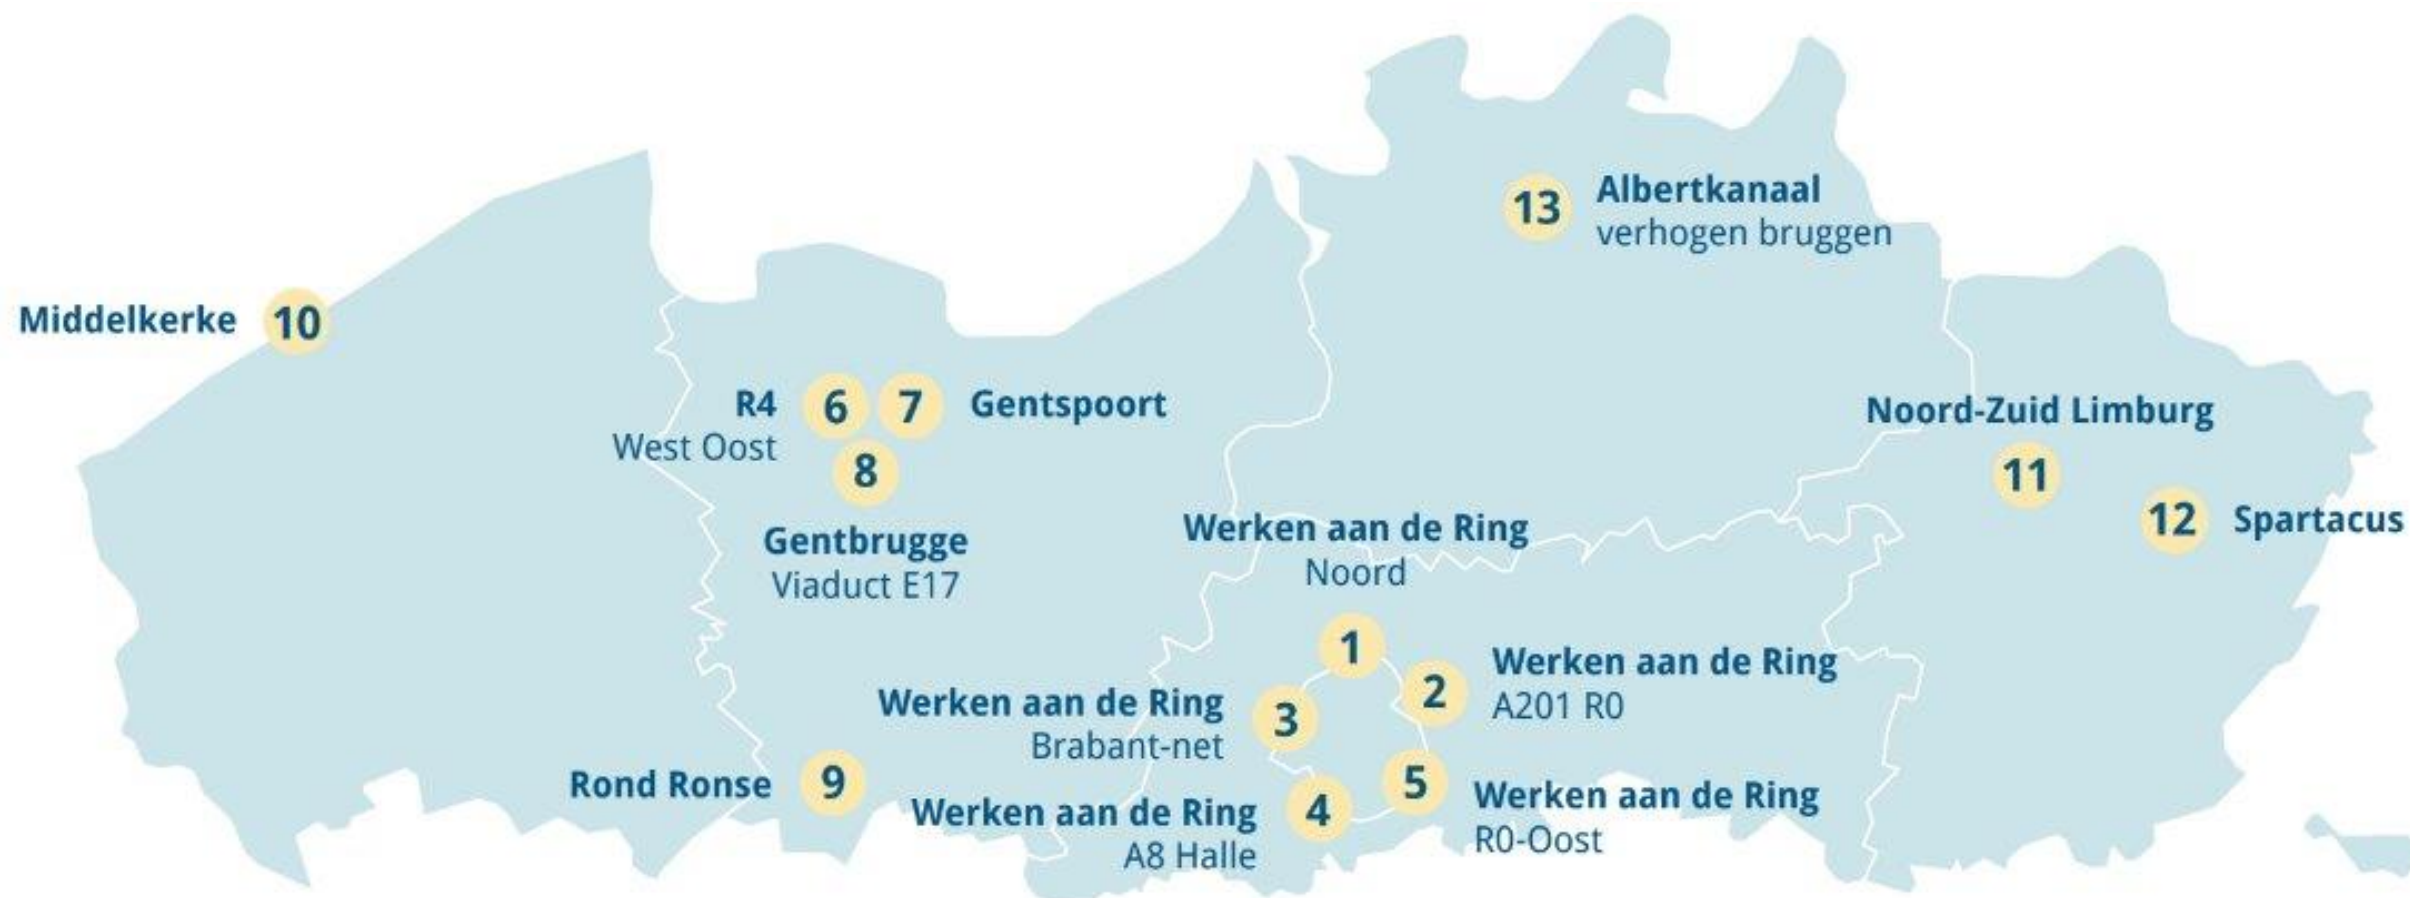 13
Albertkanaal
verhogen bruggen
Middelkerke
10
R4
West Oost
6
7
Gentspoort
8
Gentbrugge
Viaduct E17
Noord-Zuid Limburg
11
12
Spartacus
Werken aan de Ring
Noord
1
2
Werken aan de Ring
A201 R0
Werken aan de Ring
Brabant-net
3
Rond Ronse
9
Werken aan de Ring
A8 Halle
4
5
Werken aan de Ring
R0-Oost